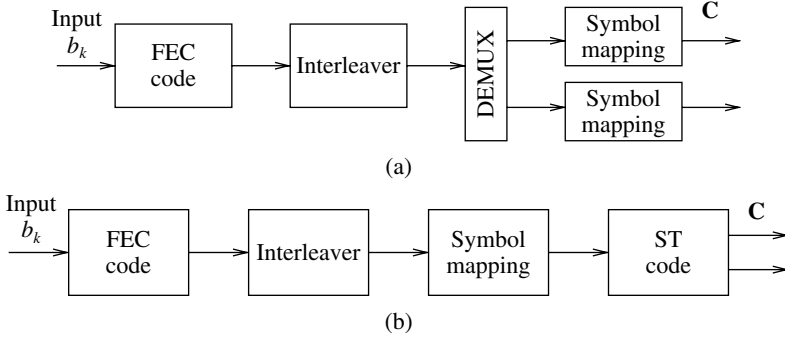 Input
b_k
FEC
code
Interleaver
DEMUX
Symbol
mapping
C
Symbol
mapping
(a)
Input
b_k
FEC
code
Interleaver
Symbol
mapping
ST
code
C
(b)